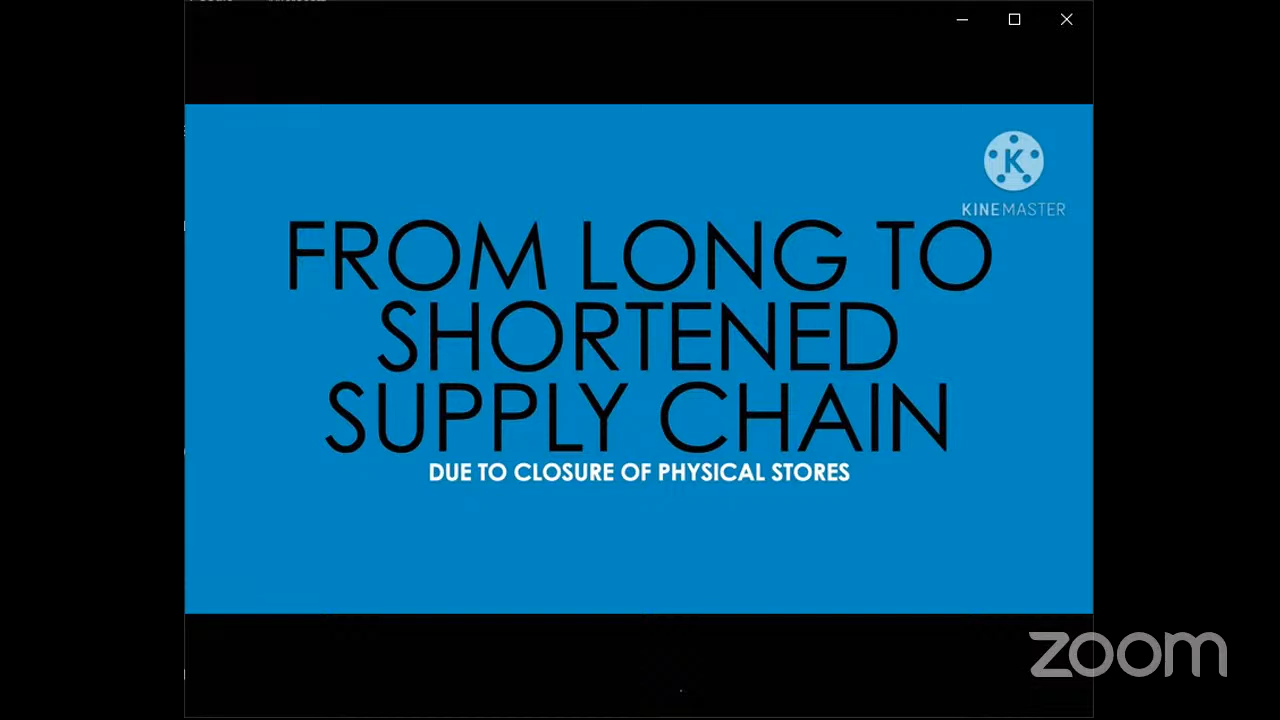 K
KINEMASTER
FROM LONG TO
SHORTENED
SUPPLY CHAIN
DUE TO CLOSURE OF PHYSICAL STORES
zoom